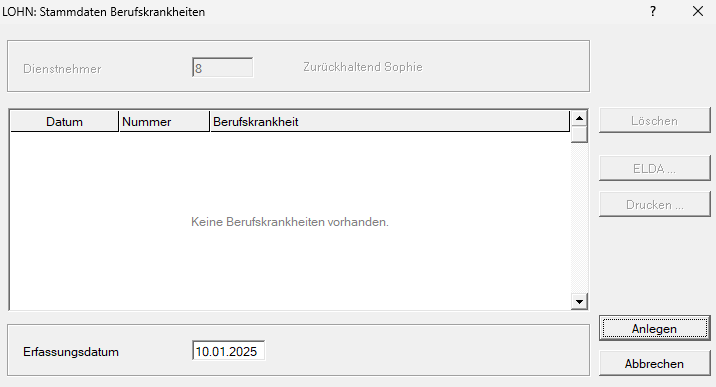 LOHN: Stammdaten Berufskrankheiten ?
Dienstnehmer 8 Zurückhaltend Sophie
Datum Nummer Berufskrankheit
Löschen
ELDA ...
Drucken ...
Keine Berufskrankheiten vorhanden.
Anlegen
Erfassungsdatum 10.01.2025
Abbrechen